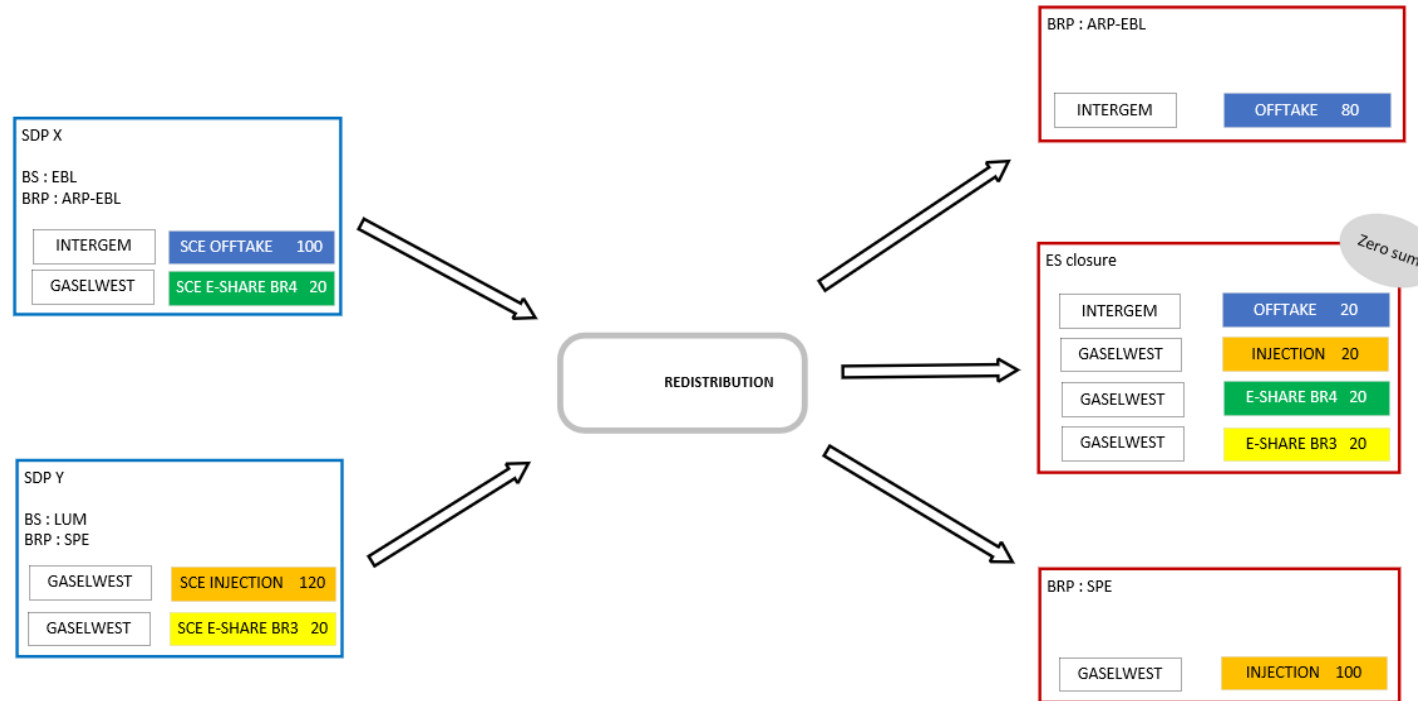 SDP X
BS : EBL
BRP : ARP-EBL
INTERGEM SCE OFFTAKE 100
GASELWEST SCE E-SHARE BR4 20
SDP Y
BS : LUM
BRP : SPE
GASELWEST SCE INJECTION 120
GASELWEST SCE E-SHARE BR3 20
REDISTRIBUTION
BRP : ARP-EBL
INTERGEM OFFTAKE 80
Zero sum
ES closure
INTERGEM OFFTAKE 20
GASELWEST INJECTION 20
GASELWEST E-SHARE BR4 20
GASELWEST E-SHARE BR3 20
BRP : SPE
GASELWEST INJECTION 100